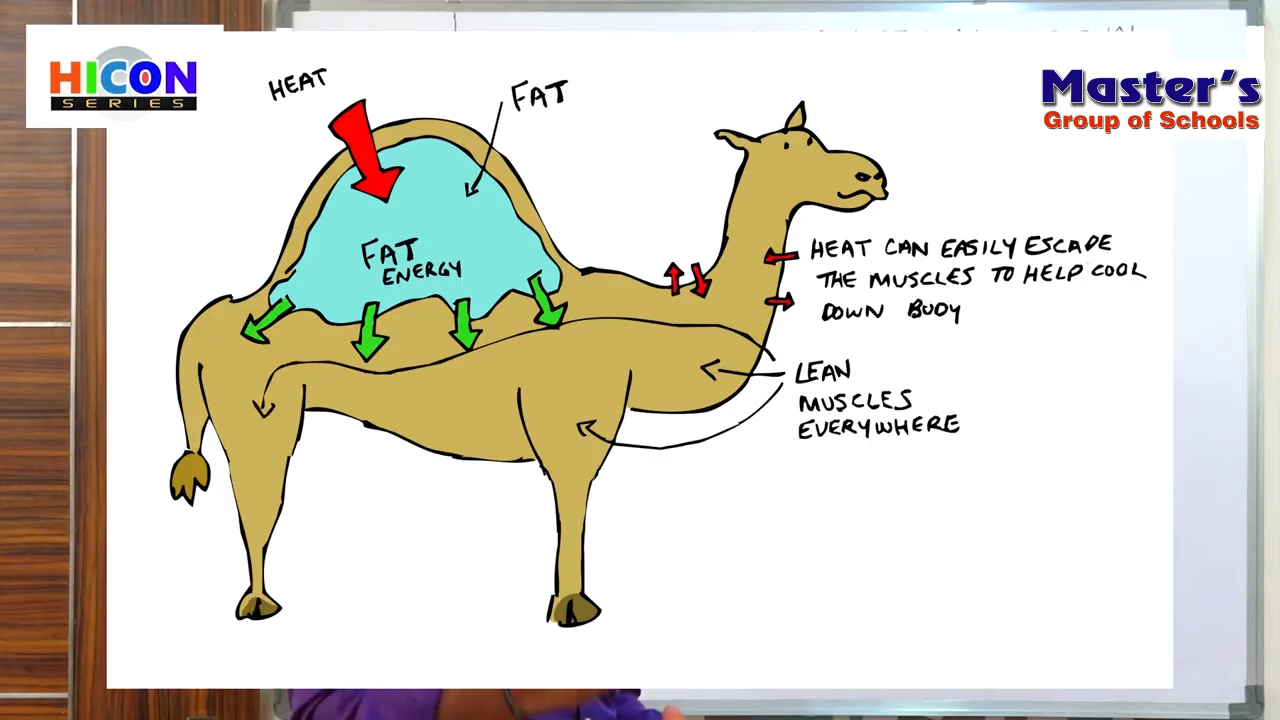 HICON
SERIES
HEAT
FAT
Master's
Group of Schools
FAT
ENERGY
HEAT CAN EASILY ESCAPE
THE MUSCLES TO HELP COOL
DOWN BODY
LEAN
MUSCLES
EVERYWHERE